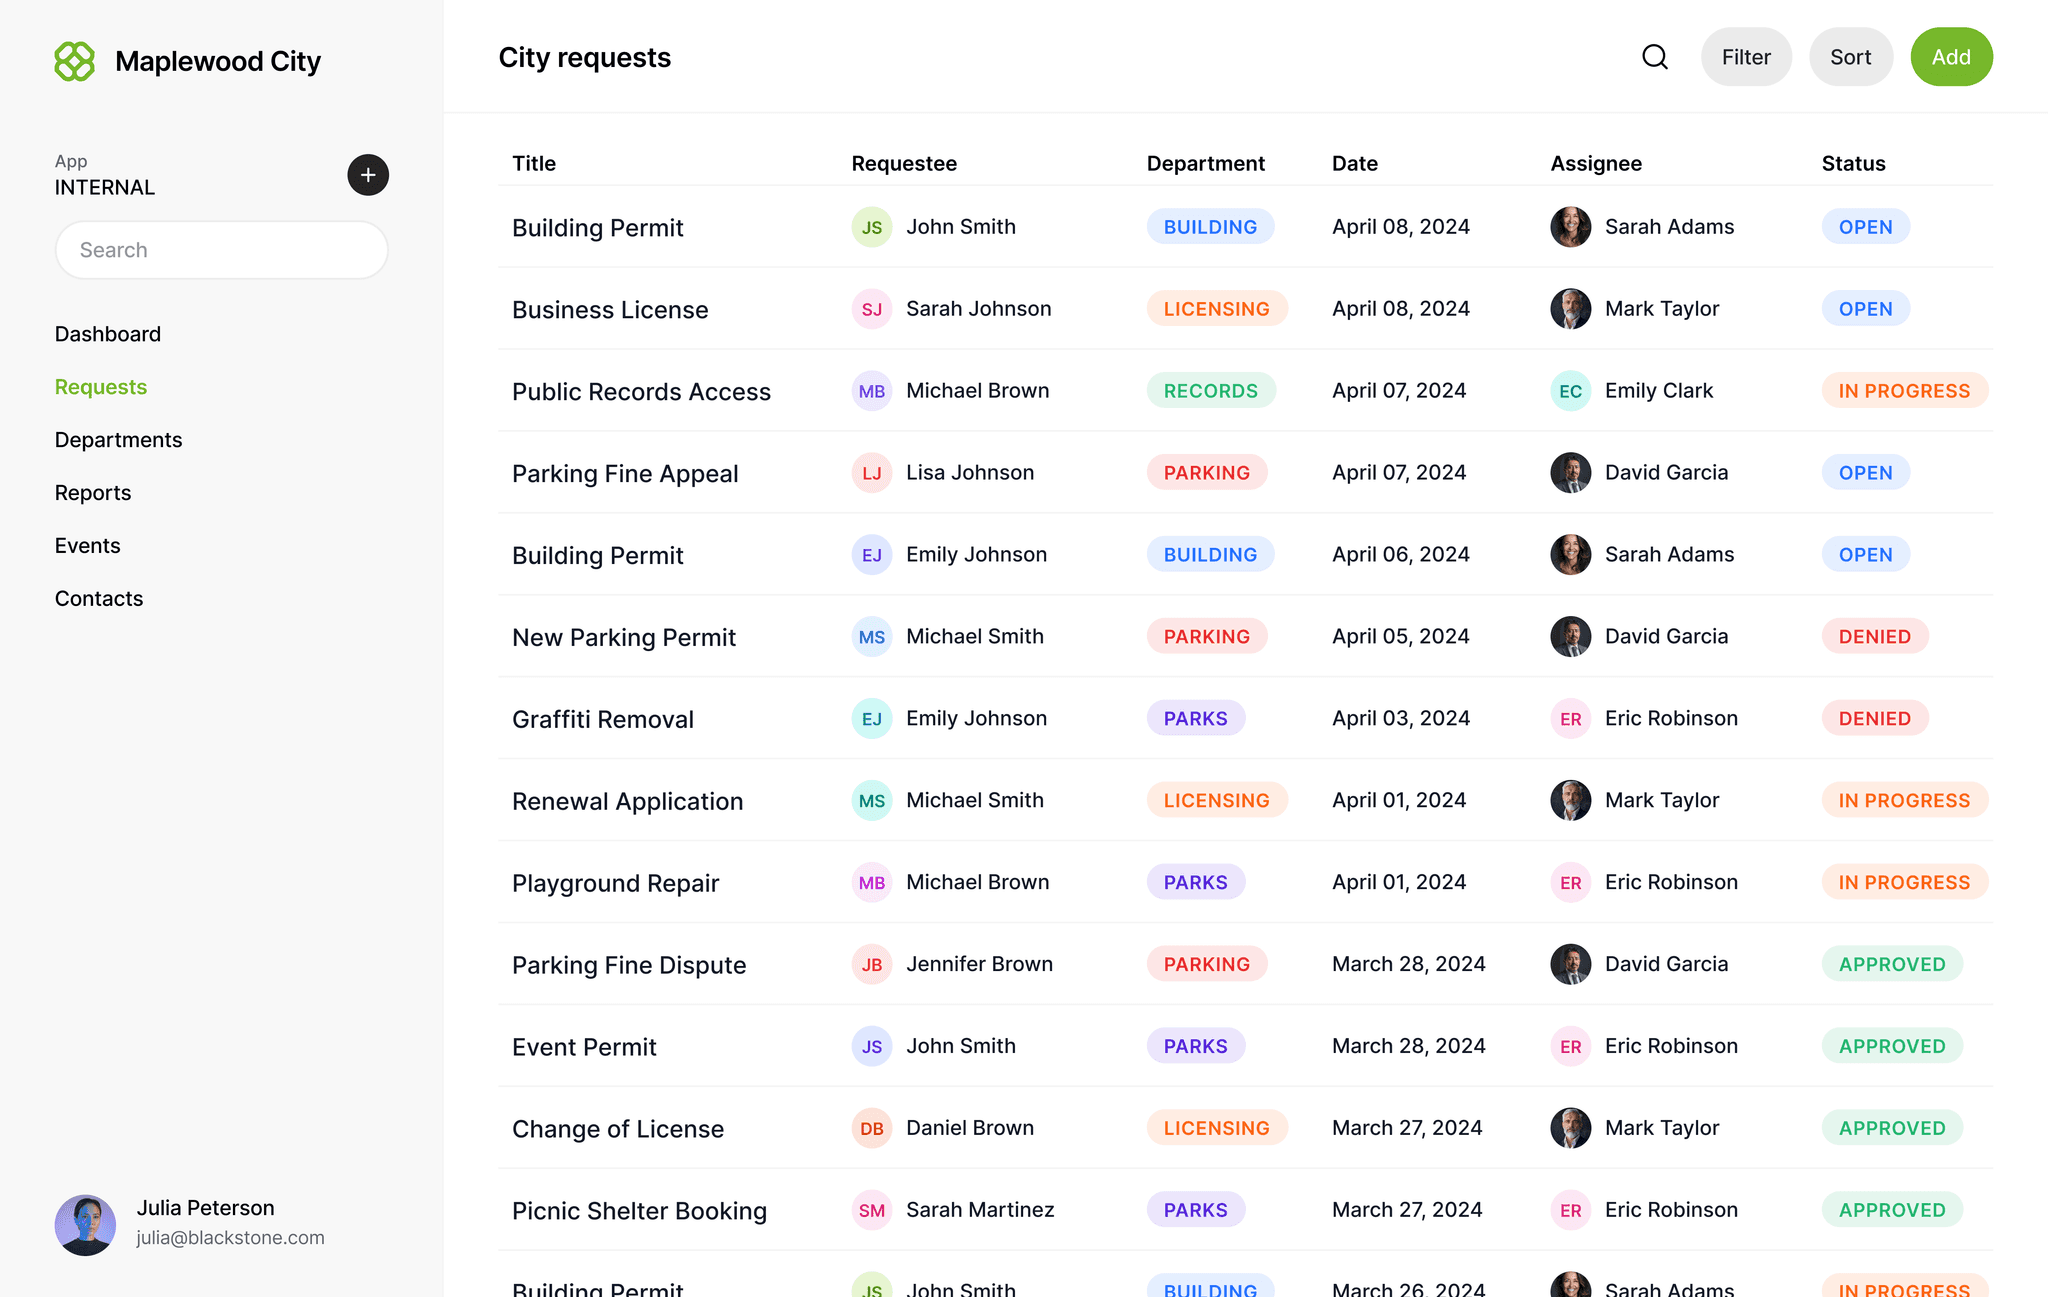 Maplewood City
App
INTERNAL
+
Search
Dashboard
Requests
Departments
Reports
Events
Contacts
Julia Peterson
julia@blackstone.com
City requests
Filter Sort Add
Title Requestee Department Date Assignee Status
Building Permit JS John Smith BUILDING April 08, 2024 Sarah Adams OPEN
Business License SJ Sarah Johnson LICENSING April 08, 2024 Mark Taylor OPEN
Public Records Access MB Michael Brown RECORDS April 07, 2024 EC Emily Clark IN PROGRESS
Parking Fine Appeal LJ Lisa Johnson PARKING April 07, 2024 David Garcia OPEN
Building Permit EJ Emily Johnson BUILDING April 06, 2024 Sarah Adams OPEN
New Parking Permit MS Michael Smith PARKING April 05, 2024 David Garcia DENIED
Graffiti Removal EJ Emily Johnson PARKS April 03, 2024 ER Eric Robinson DENIED
Renewal Application MS Michael Smith LICENSING April 01, 2024 Mark Taylor IN PROGRESS
Playground Repair MB Michael Brown PARKS April 01, 2024 ER Eric Robinson IN PROGRESS
Parking Fine Dispute JB Jennifer Brown PARKING March 28, 2024 David Garcia APPROVED
Event Permit JS John Smith PARKS March 28, 2024 ER Eric Robinson APPROVED
Change of License DB Daniel Brown LICENSING March 27, 2024 Mark Taylor APPROVED
Picnic Shelter Booking SM Sarah Martinez PARKS March 27, 2024 ER Eric Robinson APPROVED
Building Permit JS John Smith BUILDING March 26, 2024 Sarah Adams IN PROGRESS